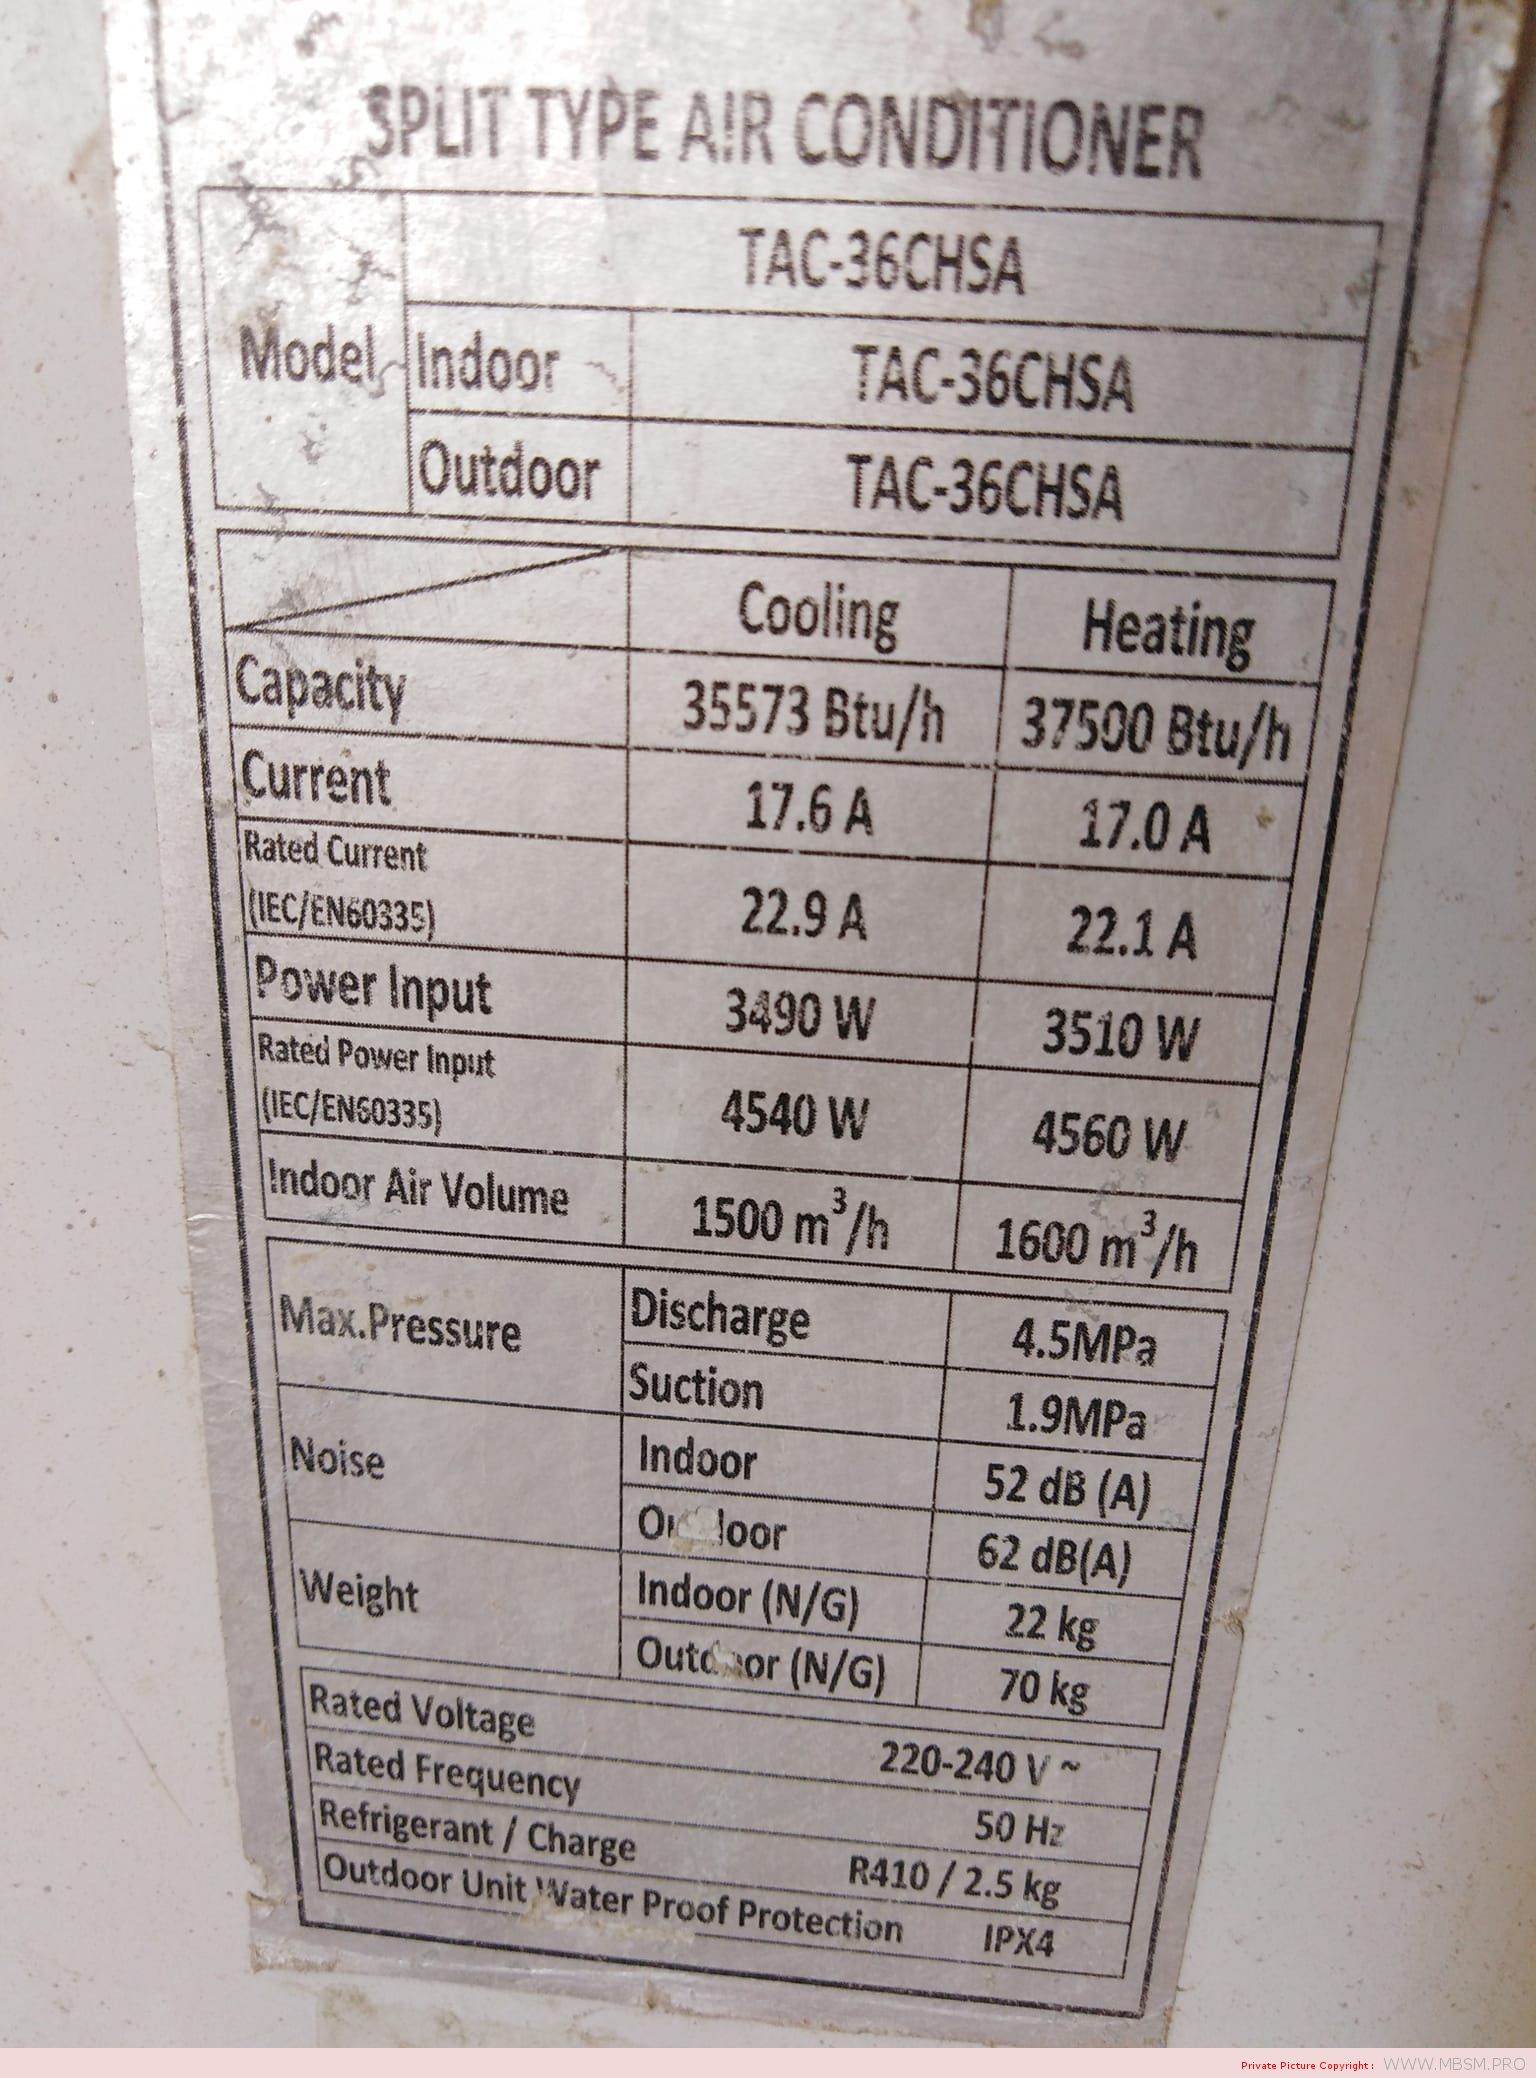 SPLIT TYPE AIR CONDITIONER
Model
TAC-36CHSA
Indoor TAC-36CHSA
Outdoor TAC-36CHSA
Cooling Heating
Capacity 35573 Btu/h 37500 Btu/h
Current 17.6 A 17.0 A
Rated Current
(IEC/EN60335) 22.9 A 22.1 A
Power Input 3490 W 3510 W
Rated Power Input
(IEC/EN60335) 4540 W 4560 W
Indoor Air Volume 1500 m³/h 1600 m³/h
Max.Pressure Discharge 4.5MPa
Suction 1.9MPa
Noise Indoor 52 dB (A)
Outdoor 62 dB(A)
Weight Indoor (N/G) 22 kg
Outdoor (N/G) 70 kg
Rated Voltage 220-240 V ~
Rated Frequency 50 Hz
Refrigerant / Charge R410 / 2.5 kg
Outdoor Unit Water Proof Protection IPX4
Private Picture Copyright : WWW.MBSM.PRO